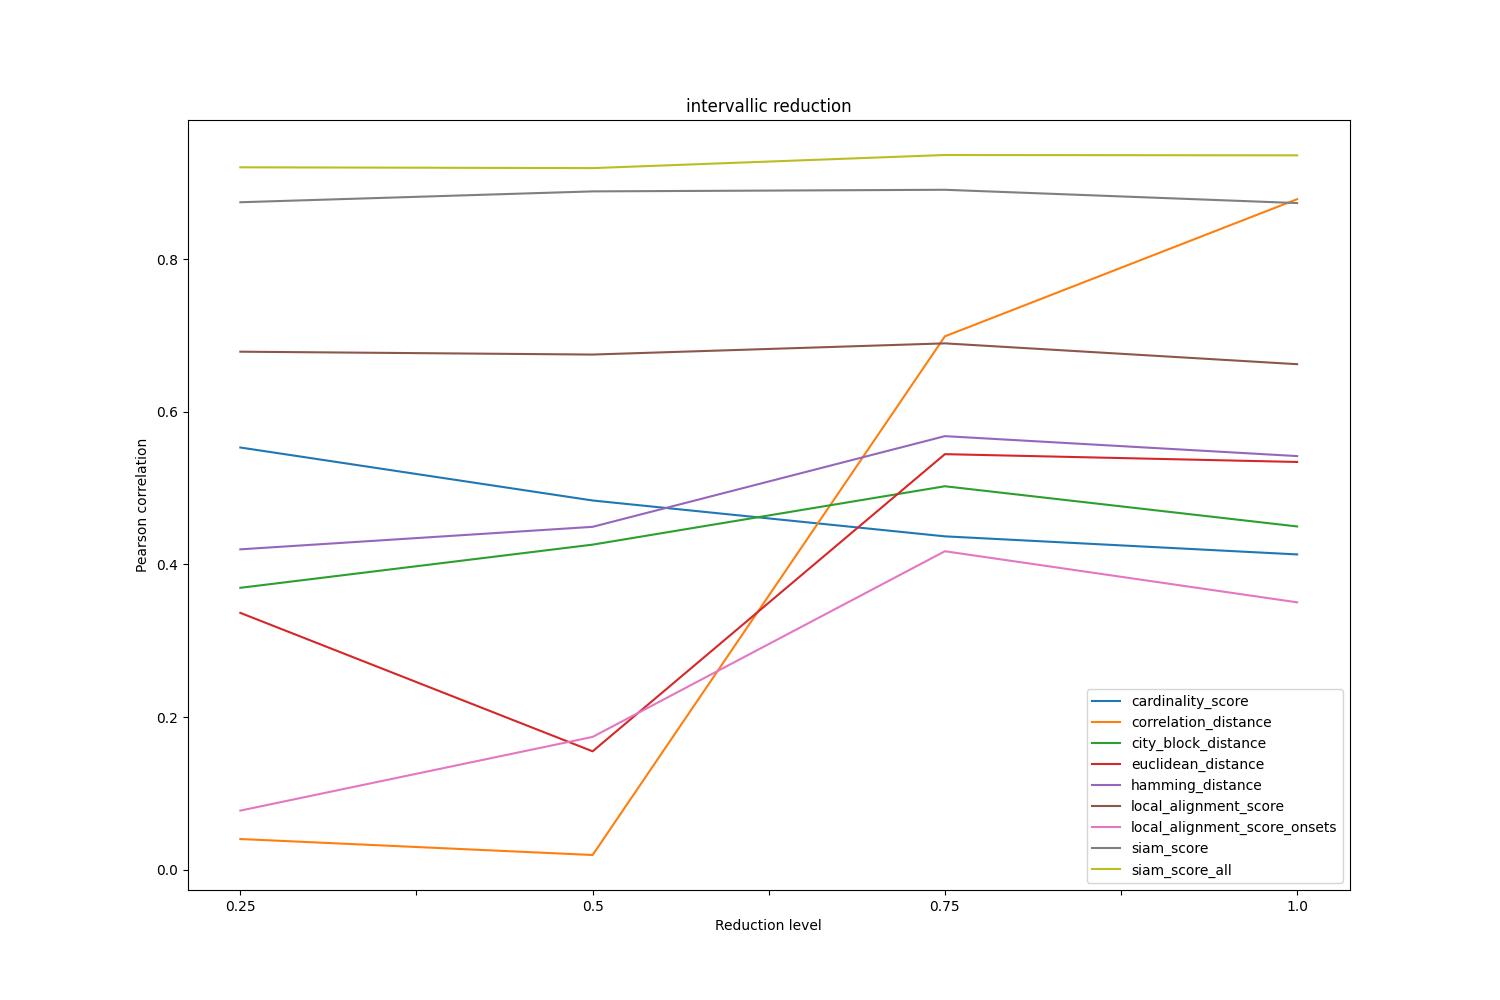 intervallic reduction
Pearson correlation
0.8
0.6
0.4
0.2
0.0
0.25 0.5 0.75 1.0
Reduction level
cardinality_score
correlation_distance
city_block_distance
euclidean_distance
hamming_distance
local_alignment_score
local_alignment_score_onsets
siam_score
siam_score_all